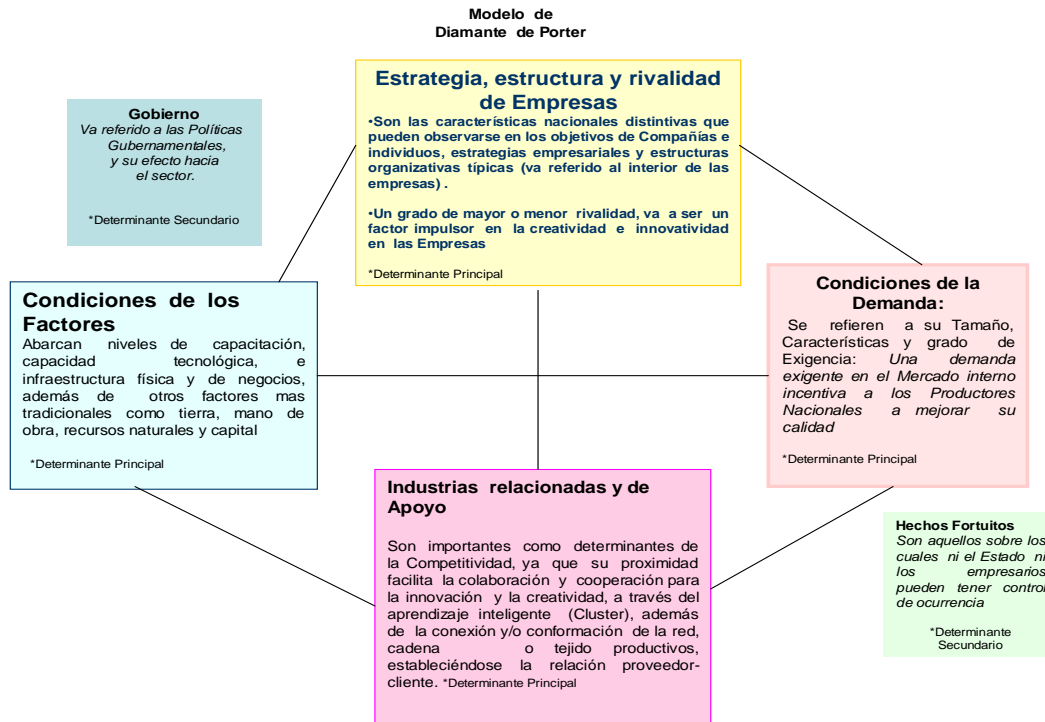 Modelo de
Diamante de Porter
Estrategia, estructura y rivalidad
de Empresas
•Son las características nacionales distintivas que
pueden observarse en los objetivos de Compañías e
individuos, estrategias empresariales y estructuras
organizativas típicas (va referido al interior de las
empresas) .
•Un grado de mayor o menor rivalidad, va a ser un
factor impulsor en la creatividad e innovatividad
en las Empresas
*Determinante Principal
Gobierno
Va referido a las Políticas
Gubernamentales,
y su efecto hacia
el sector.
*Determinante Secundario
Condiciones de los
Factores
Abarcan niveles de capacitación,
capacidad tecnológica, e
infraestructura física y de negocios,
además de otros factores mas
tradicionales como tierra, mano de
obra, recursos naturales y capital
*Determinante Principal
Condiciones de la
Demanda:
Se refieren a su Tamaño,
Características y grado de
Exigencia: Una demanda
exigente en el Mercado interno
incentiva a los Productores
Nacionales a mejorar su
calidad
*Determinante Principal
Industrias relacionadas y de
Apoyo
Son importantes como determinantes de
la Competitividad, ya que su proximidad
facilita la colaboración y cooperación para
la innovación y la creatividad, a través del
aprendizaje inteligente (Cluster), además
de la conexión y/o conformación de la red,
cadena o tejido productivos,
estableciéndose la relación proveedor-
cliente. *Determinante Principal
Hechos Fortuitos
Son aquellos sobre los
cuales ni el Estado ni
los empresarios
pueden tener control
de ocurrencia
*Determinante
Secundario